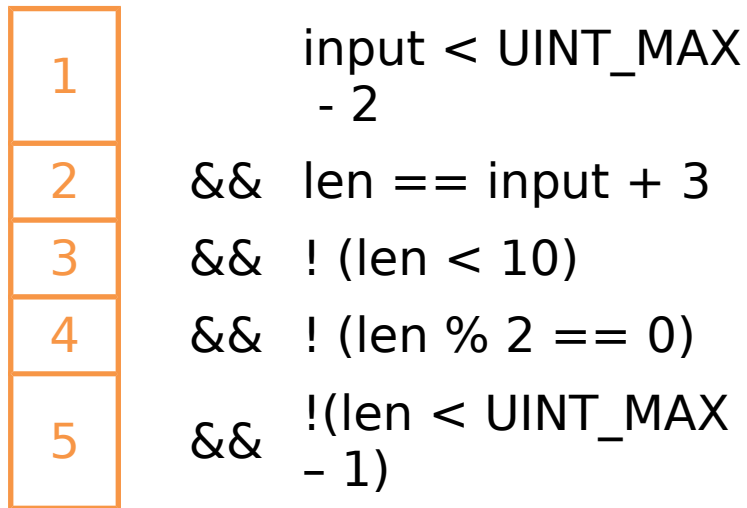 1 input < UINT_MAX
- 2
2 && len == input + 3
3 && ! (len < 10)
4 && ! (len % 2 == 0)
5 && !(len < UINT_MAX
– 1)